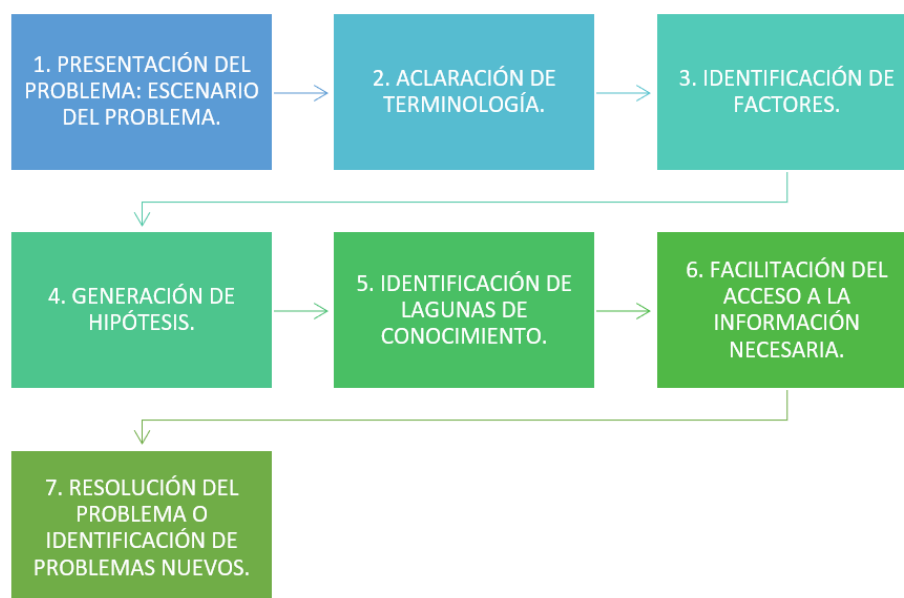 1. PRESENTACIÓN DEL
PROBLEMA: ESCENARIO
DEL PROBLEMA.
2. ACLARACIÓN DE
TERMINOLOGÍA.
3. IDENTIFICACIÓN DE
FACTORES.
4. GENERACIÓN DE
HIPÓTESIS.
5. IDENTIFICACIÓN DE
LAGUNAS DE
CONOCIMIENTO.
6. FACILITACIÓN DEL
ACCESO A LA
INFORMACIÓN
NECESARIA.
7. RESOLUCIÓN DEL
PROBLEMA O
IDENTIFICACIÓN DE
PROBLEMAS NUEVOS.